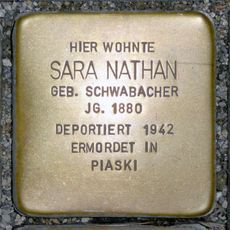 HIER WOHNTE
SARA NATHAN
GEB. SCHWABACHER
JG. 1880
DEPORTIERT 1942
ERMORDET IN
PIASKI